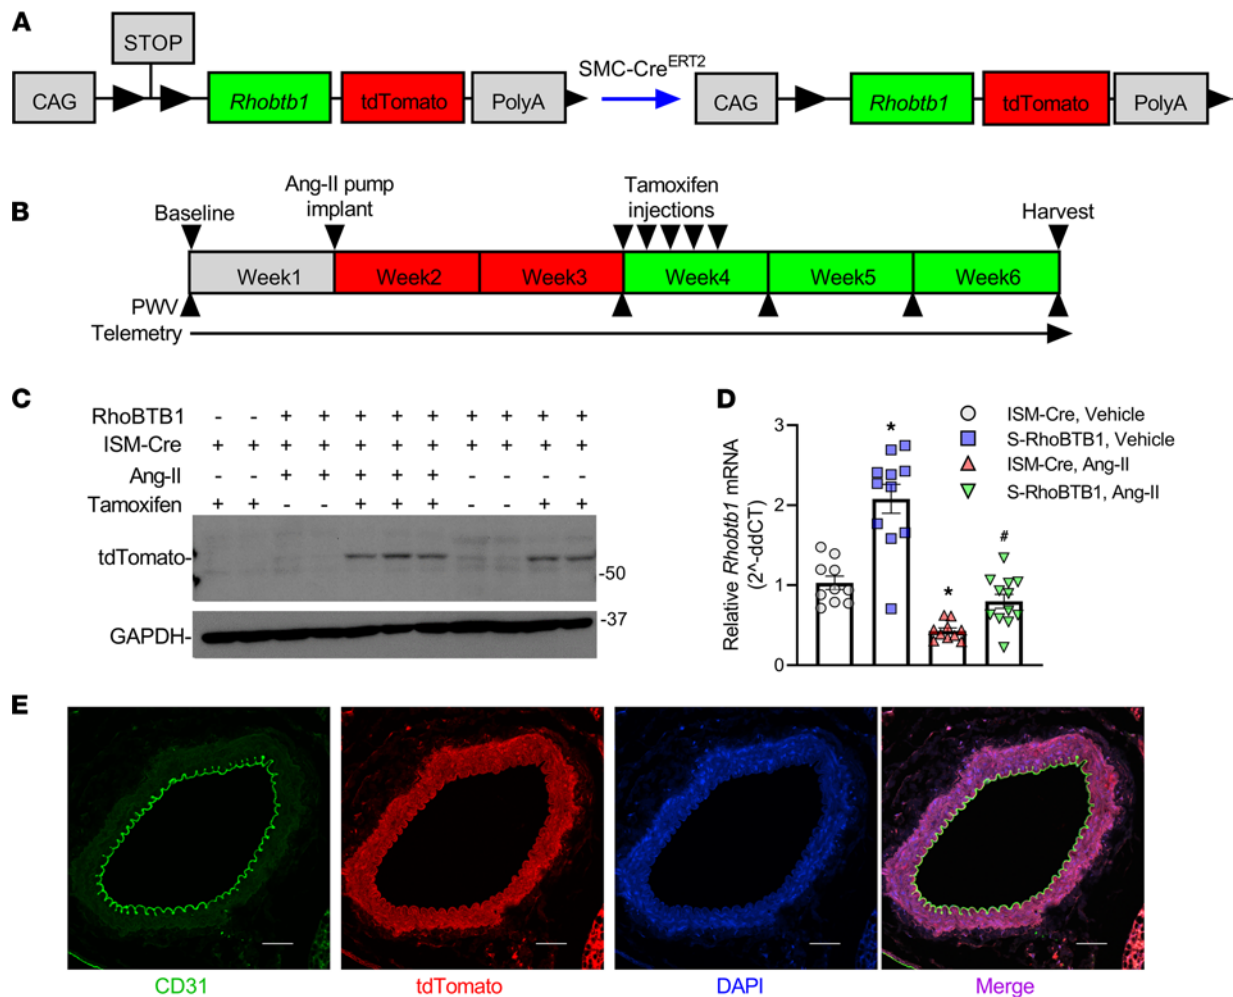 A
STOP
CAG
Rhobtb1
tdTomato
PolyA
SMC-CreERT2
CAG
Rhobtb1
tdTomato
PolyA
B
Baseline
Ang-II pump
implant
Tamoxifen
injections
Harvest
Week1
Week2
Week3
Week4
Week5
Week6
PWV
Telemetry
C
RhoBTB1 - - + + + + + + + + +
ISM-Cre + + + + + + + + + + +
Ang-II - - + + + + + - - - -
Tamoxifen + + - - + + + - - + +
tdTomato-
-50
-37
GAPDH-
D
Relative Rhobtb1 mRNA
(2^-ddCT)
3
2
1
0
*
*
#
ISM-Cre, Vehicle
S-RhoBTB1, Vehicle
ISM-Cre, Ang-II
S-RhoBTB1, Ang-II
E
CD31
tdTomato
DAPI
Merge